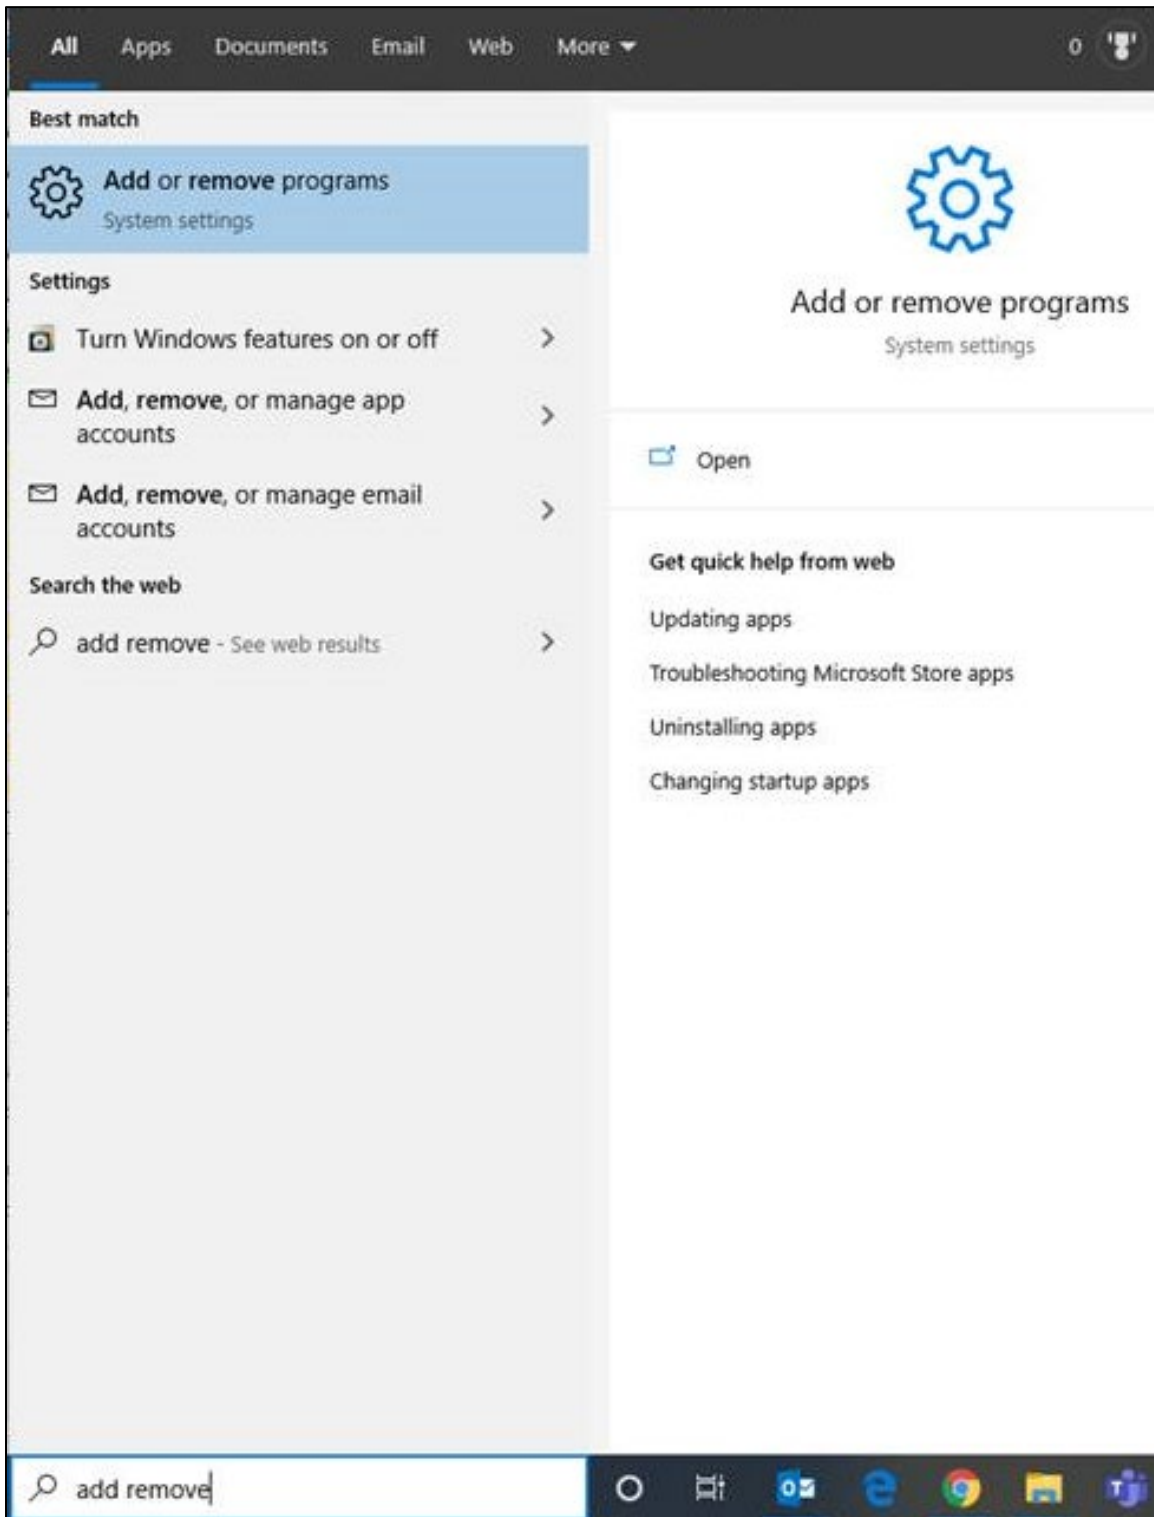 All Apps Documents Email Web More 0
Best match
Add or remove programs
System settings
Settings
Turn Windows features on or off
Add, remove, or manage app
accounts
Add, remove, or manage email
accounts
Search the web
add remove - See web results
Add or remove programs
System settings
Open
Get quick help from web
Updating apps
Troubleshooting Microsoft Store apps
Uninstalling apps
Changing startup apps
add remove